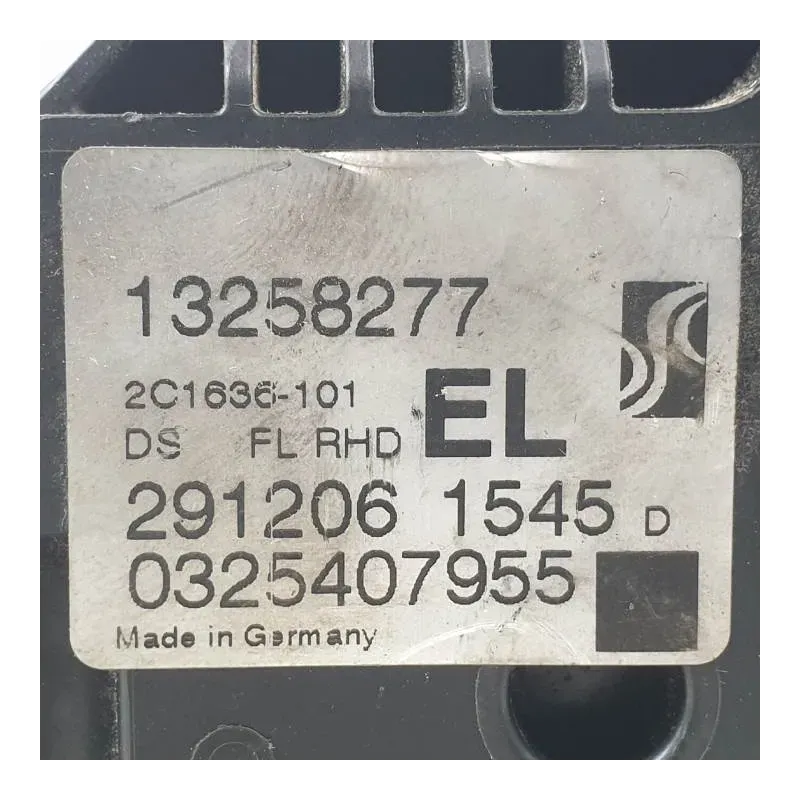 13258277
2C1636-101
DS FL RHD EL
291206 1545 D
0325407955
Made in Germany